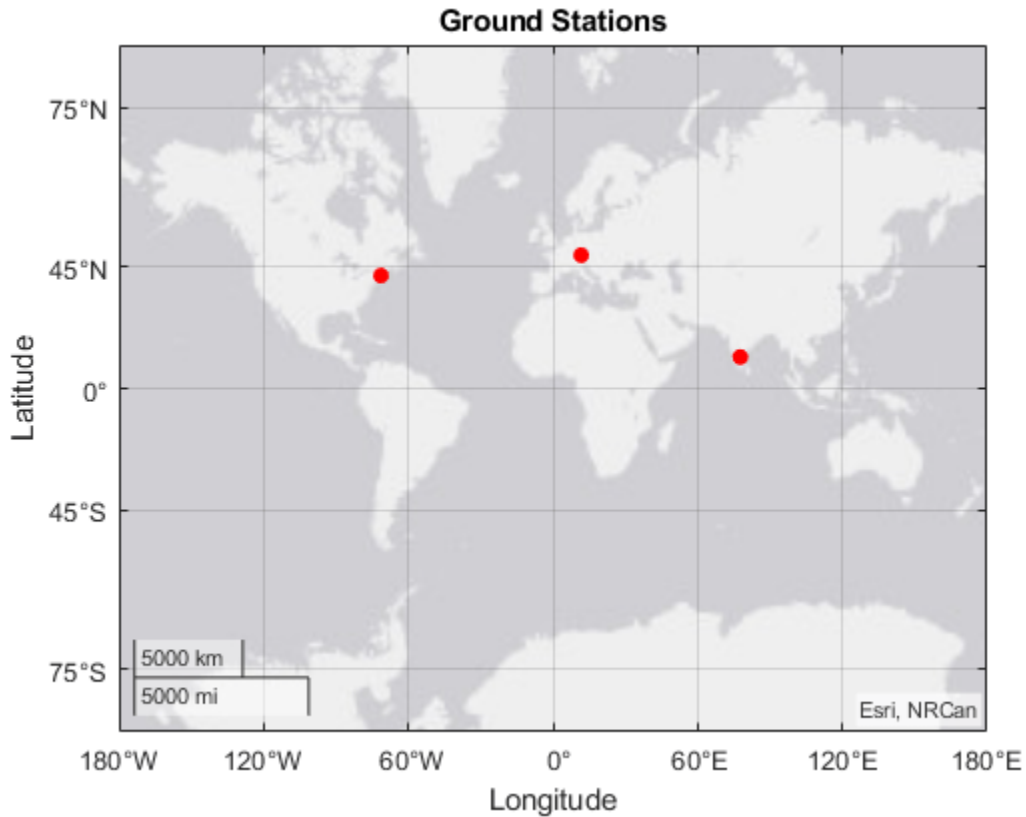 Ground Stations
75°N
45°N
0°
45°S
75°S
Latitude
5000 km
5000 mi
Esri, NRCan
180°W 120°W 60°W 0° 60°E 120°E 180°E
Longitude